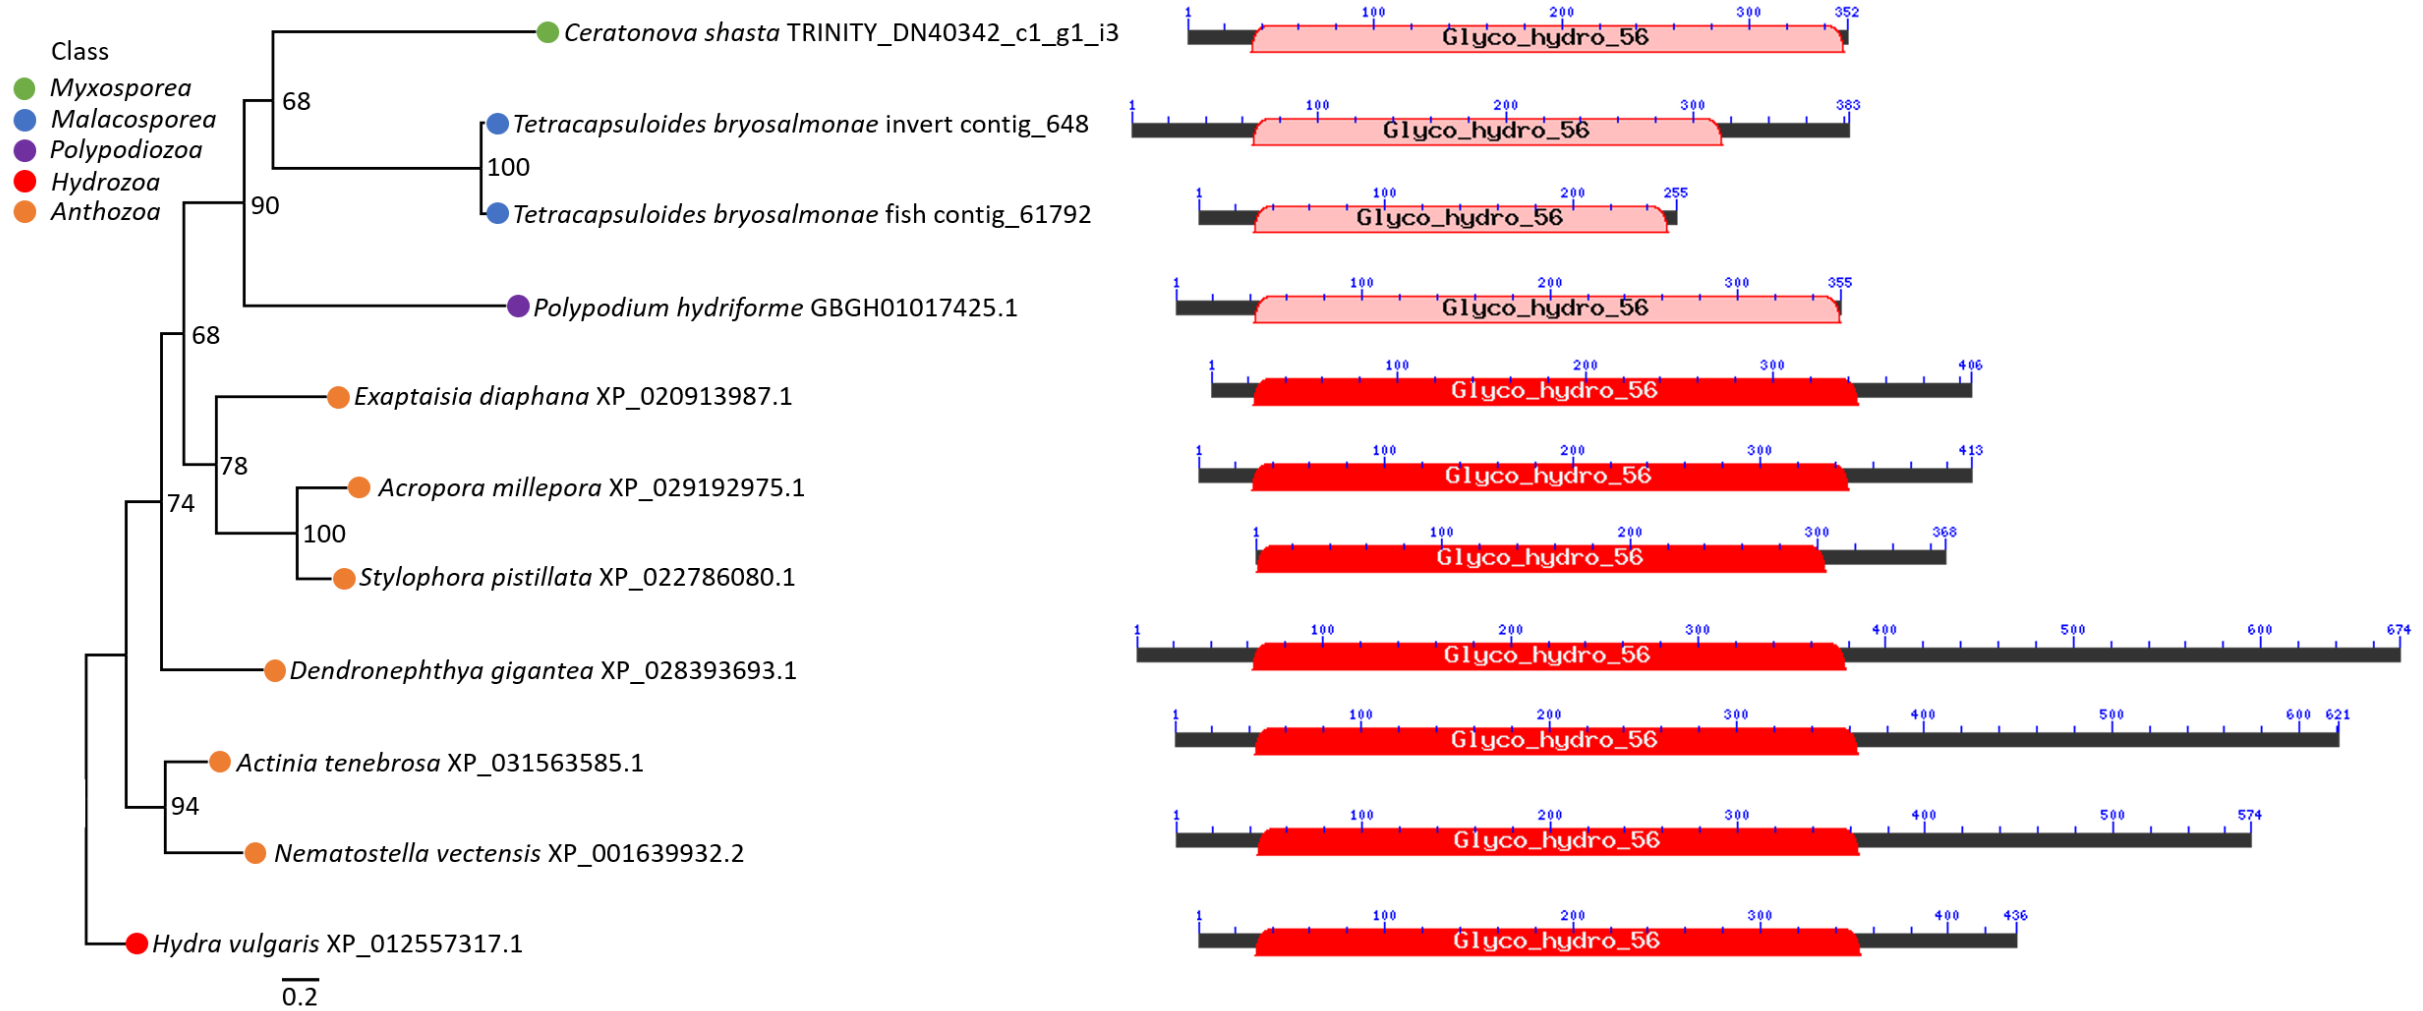 Class
Myxosporea
Malacosporea
Polypodiozoa
Hydrozoa
Anthozoa
Ceratonova shasta TRINITY_DN40342_c1_g1_i3
1 100 200 300 352
Glyco_hydro_56
68
Tetracapsuloides bryosalmonae invert contig_648
1 100 200 300 383
Glyco_hydro_56
100
Tetracapsuloides bryosalmonae fish contig_61792
1 100 200 255
Glyco_hydro_56
90
Polypodium hydriforme GBGH01017425.1
1 100 200 300 355
Glyco_hydro_56
68
Exaptaisia diaphana XP_020913987.1
1 100 200 300 406
Glyco_hydro_56
78
Acropora millepora XP_029192975.1
1 100 200 300 413
Glyco_hydro_56
74
100
Stylophora pistillata XP_022786080.1
1 100 200 300 368
Glyco_hydro_56
Dendronephthya gigantea XP_028393693.1
1 100 200 300 400 500 600 674
Glyco_hydro_56
Actinia tenebrosa XP_031563585.1
1 100 200 300 400 500 600 621
Glyco_hydro_56
94
Nematostella vectensis XP_001639932.2
1 100 200 300 400 500 574
Glyco_hydro_56
Hydra vulgaris XP_012557317.1
1 100 200 300 400 436
Glyco_hydro_56
0.2